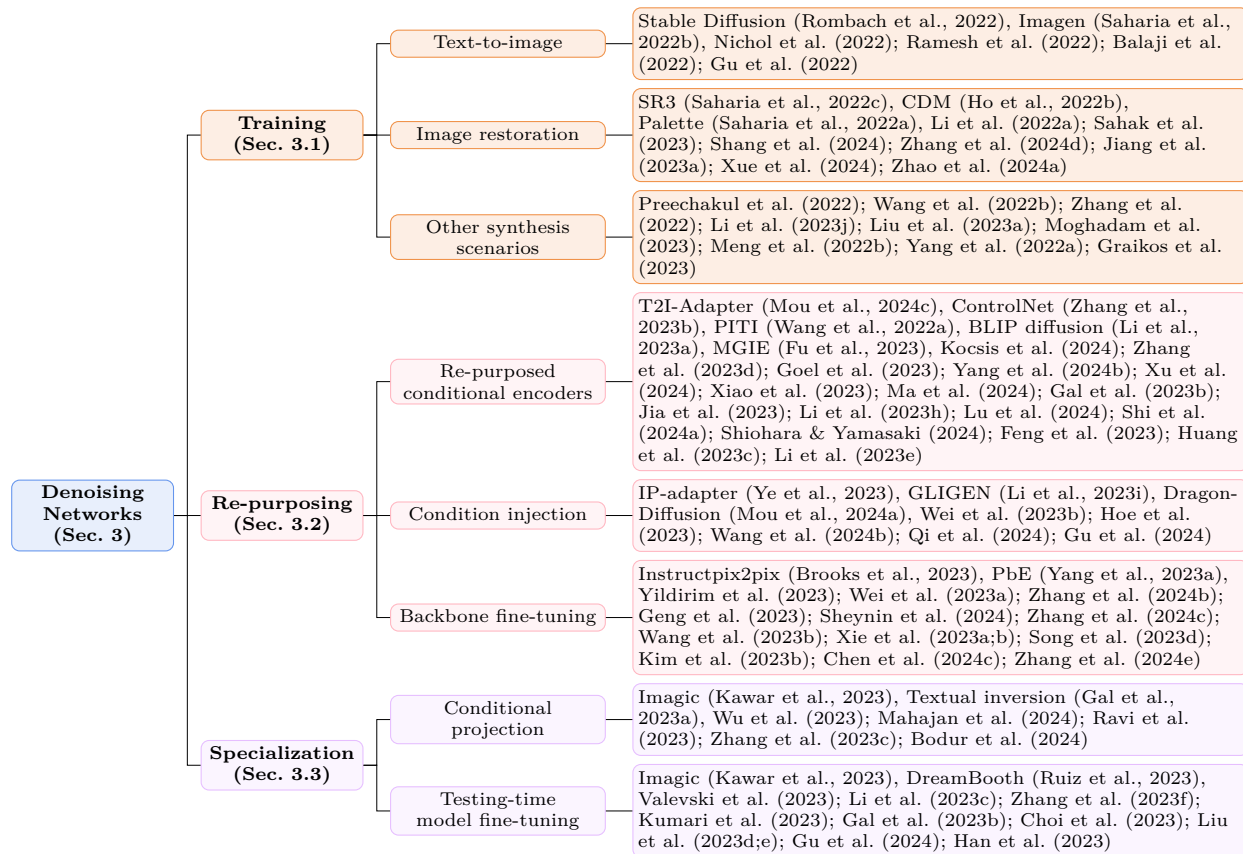 Denoising
Networks
(Sec. 3)
Training
(Sec. 3.1)
Text-to-image
Stable Diffusion (Rombach et al., 2022), Imagen (Saharia et al.,
2022b), Nichol et al. (2022); Ramesh et al. (2022); Balaji et al.
(2022); Gu et al. (2022)
Image restoration
SR3 (Saharia et al., 2022c), CDM (Ho et al., 2022b),
Palette (Saharia et al., 2022a), Li et al. (2022a); Sahak et al.
(2023); Shang et al. (2024); Zhang et al. (2024d); Jiang et al.
(2023a); Xue et al. (2024); Zhao et al. (2024a)
Other synthesis
scenarios
Preechakul et al. (2022); Wang et al. (2022b); Zhang et al.
(2022); Li et al. (2023j); Liu et al. (2023a); Moghadam et al.
(2023); Meng et al. (2022b); Yang et al. (2022a); Graikos et al.
(2023)
Re-purposing
(Sec. 3.2)
Re-purposed
conditional encoders
T2I-Adapter (Mou et al., 2024c), ControlNet (Zhang et al.,
2023b), PITI (Wang et al., 2022a), BLIP diffusion (Li et al.,
2023a), MGIE (Fu et al., 2023), Kocsis et al. (2024); Zhang
et al. (2023d); Goel et al. (2023); Yang et al. (2024b); Xu et al.
(2024); Xiao et al. (2023); Ma et al. (2024); Gal et al. (2023b);
Jia et al. (2023); Li et al. (2023h); Lu et al. (2024); Shi et al.
(2024a); Shiohara & Yamasaki (2024); Feng et al. (2023); Huang
et al. (2023c); Li et al. (2023e)
Condition injection
IP-adapter (Ye et al., 2023), GLIGEN (Li et al., 2023i), Dragon-
Diffusion (Mou et al., 2024a), Wei et al. (2023b); Hoe et al.
(2023); Wang et al. (2024b); Qi et al. (2024); Gu et al. (2024)
Backbone fine-tuning
Instructpix2pix (Brooks et al., 2023), PbE (Yang et al., 2023a),
Yildirim et al. (2023); Wei et al. (2023a); Zhang et al. (2024b);
Geng et al. (2023); Sheynin et al. (2024); Zhang et al. (2024c);
Wang et al. (2023b); Xie et al. (2023a;b); Song et al. (2023d);
Kim et al. (2023b); Chen et al. (2024c); Zhang et al. (2024e)
Specialization
(Sec. 3.3)
Conditional
projection
Imagic (Kawar et al., 2023), Textual inversion (Gal et al.,
2023a), Wu et al. (2023); Mahajan et al. (2024); Ravi et al.
(2023); Zhang et al. (2023c); Bodur et al. (2024)
Testing-time
model fine-tuning
Imagic (Kawar et al., 2023), DreamBooth (Ruiz et al., 2023),
Valevski et al. (2023); Li et al. (2023c); Zhang et al. (2023f);
Kumari et al. (2023); Gal et al. (2023b); Choi et al. (2023); Liu
et al. (2023d;e); Gu et al. (2024); Han et al. (2023)